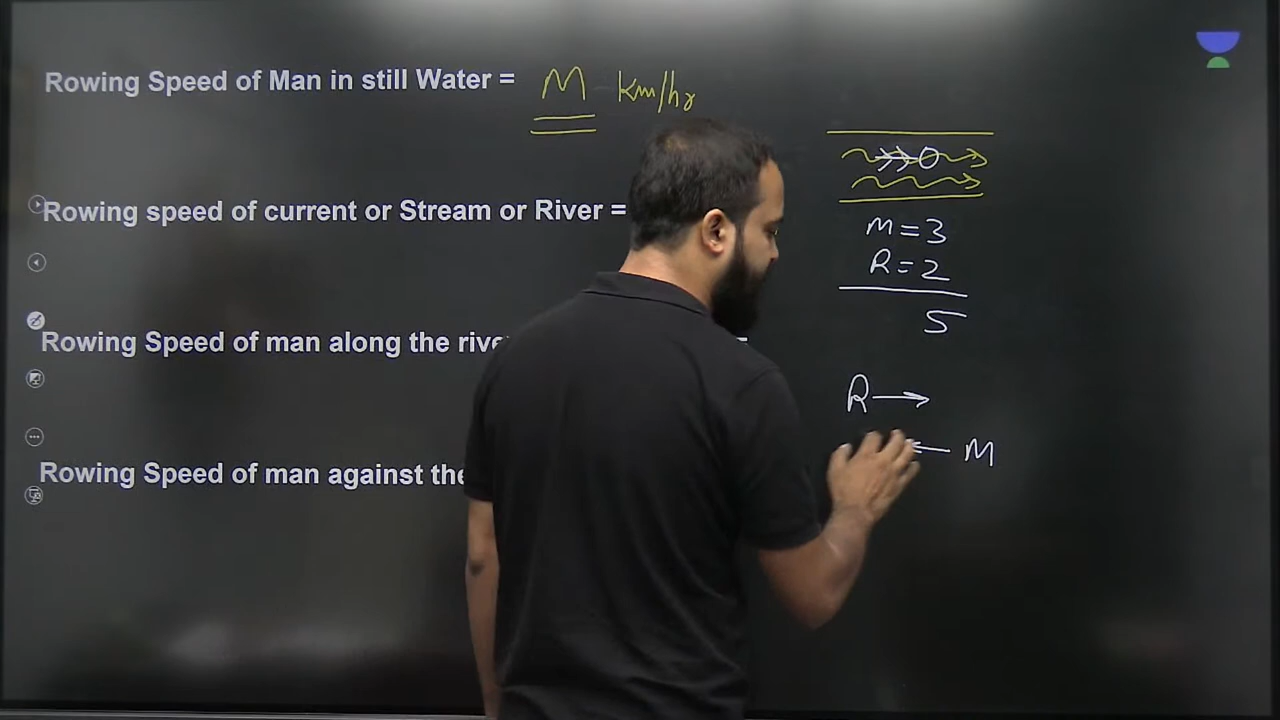 Rowing Speed of Man in still Water = M km/hr
Rowing speed of current or Stream or River =
Rowing Speed of man along the rive
Rowing Speed of man against the
M = 3
R = 2
5
R →
← M